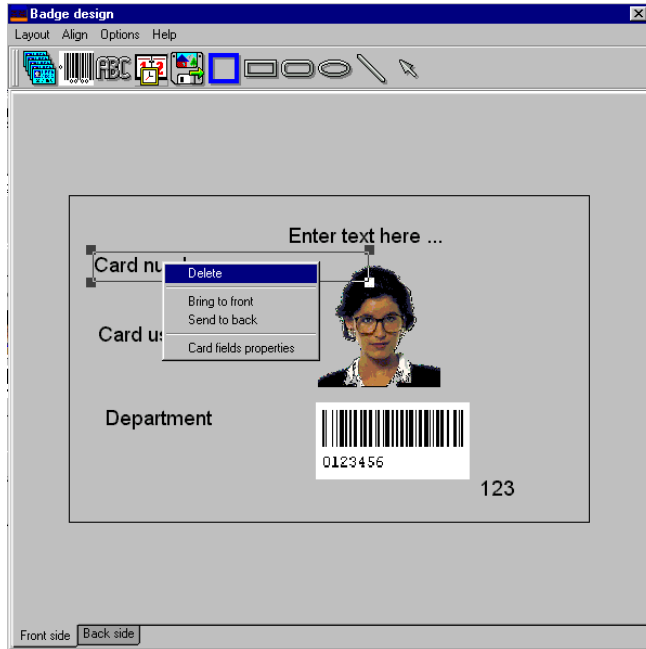 Badge design
Layout Align Options Help
ABC
Enter text here ...
Card nu
Delete
Bring to front
Send to back
Card us
Card fields properties
Department
0123456
123
Front side Back side